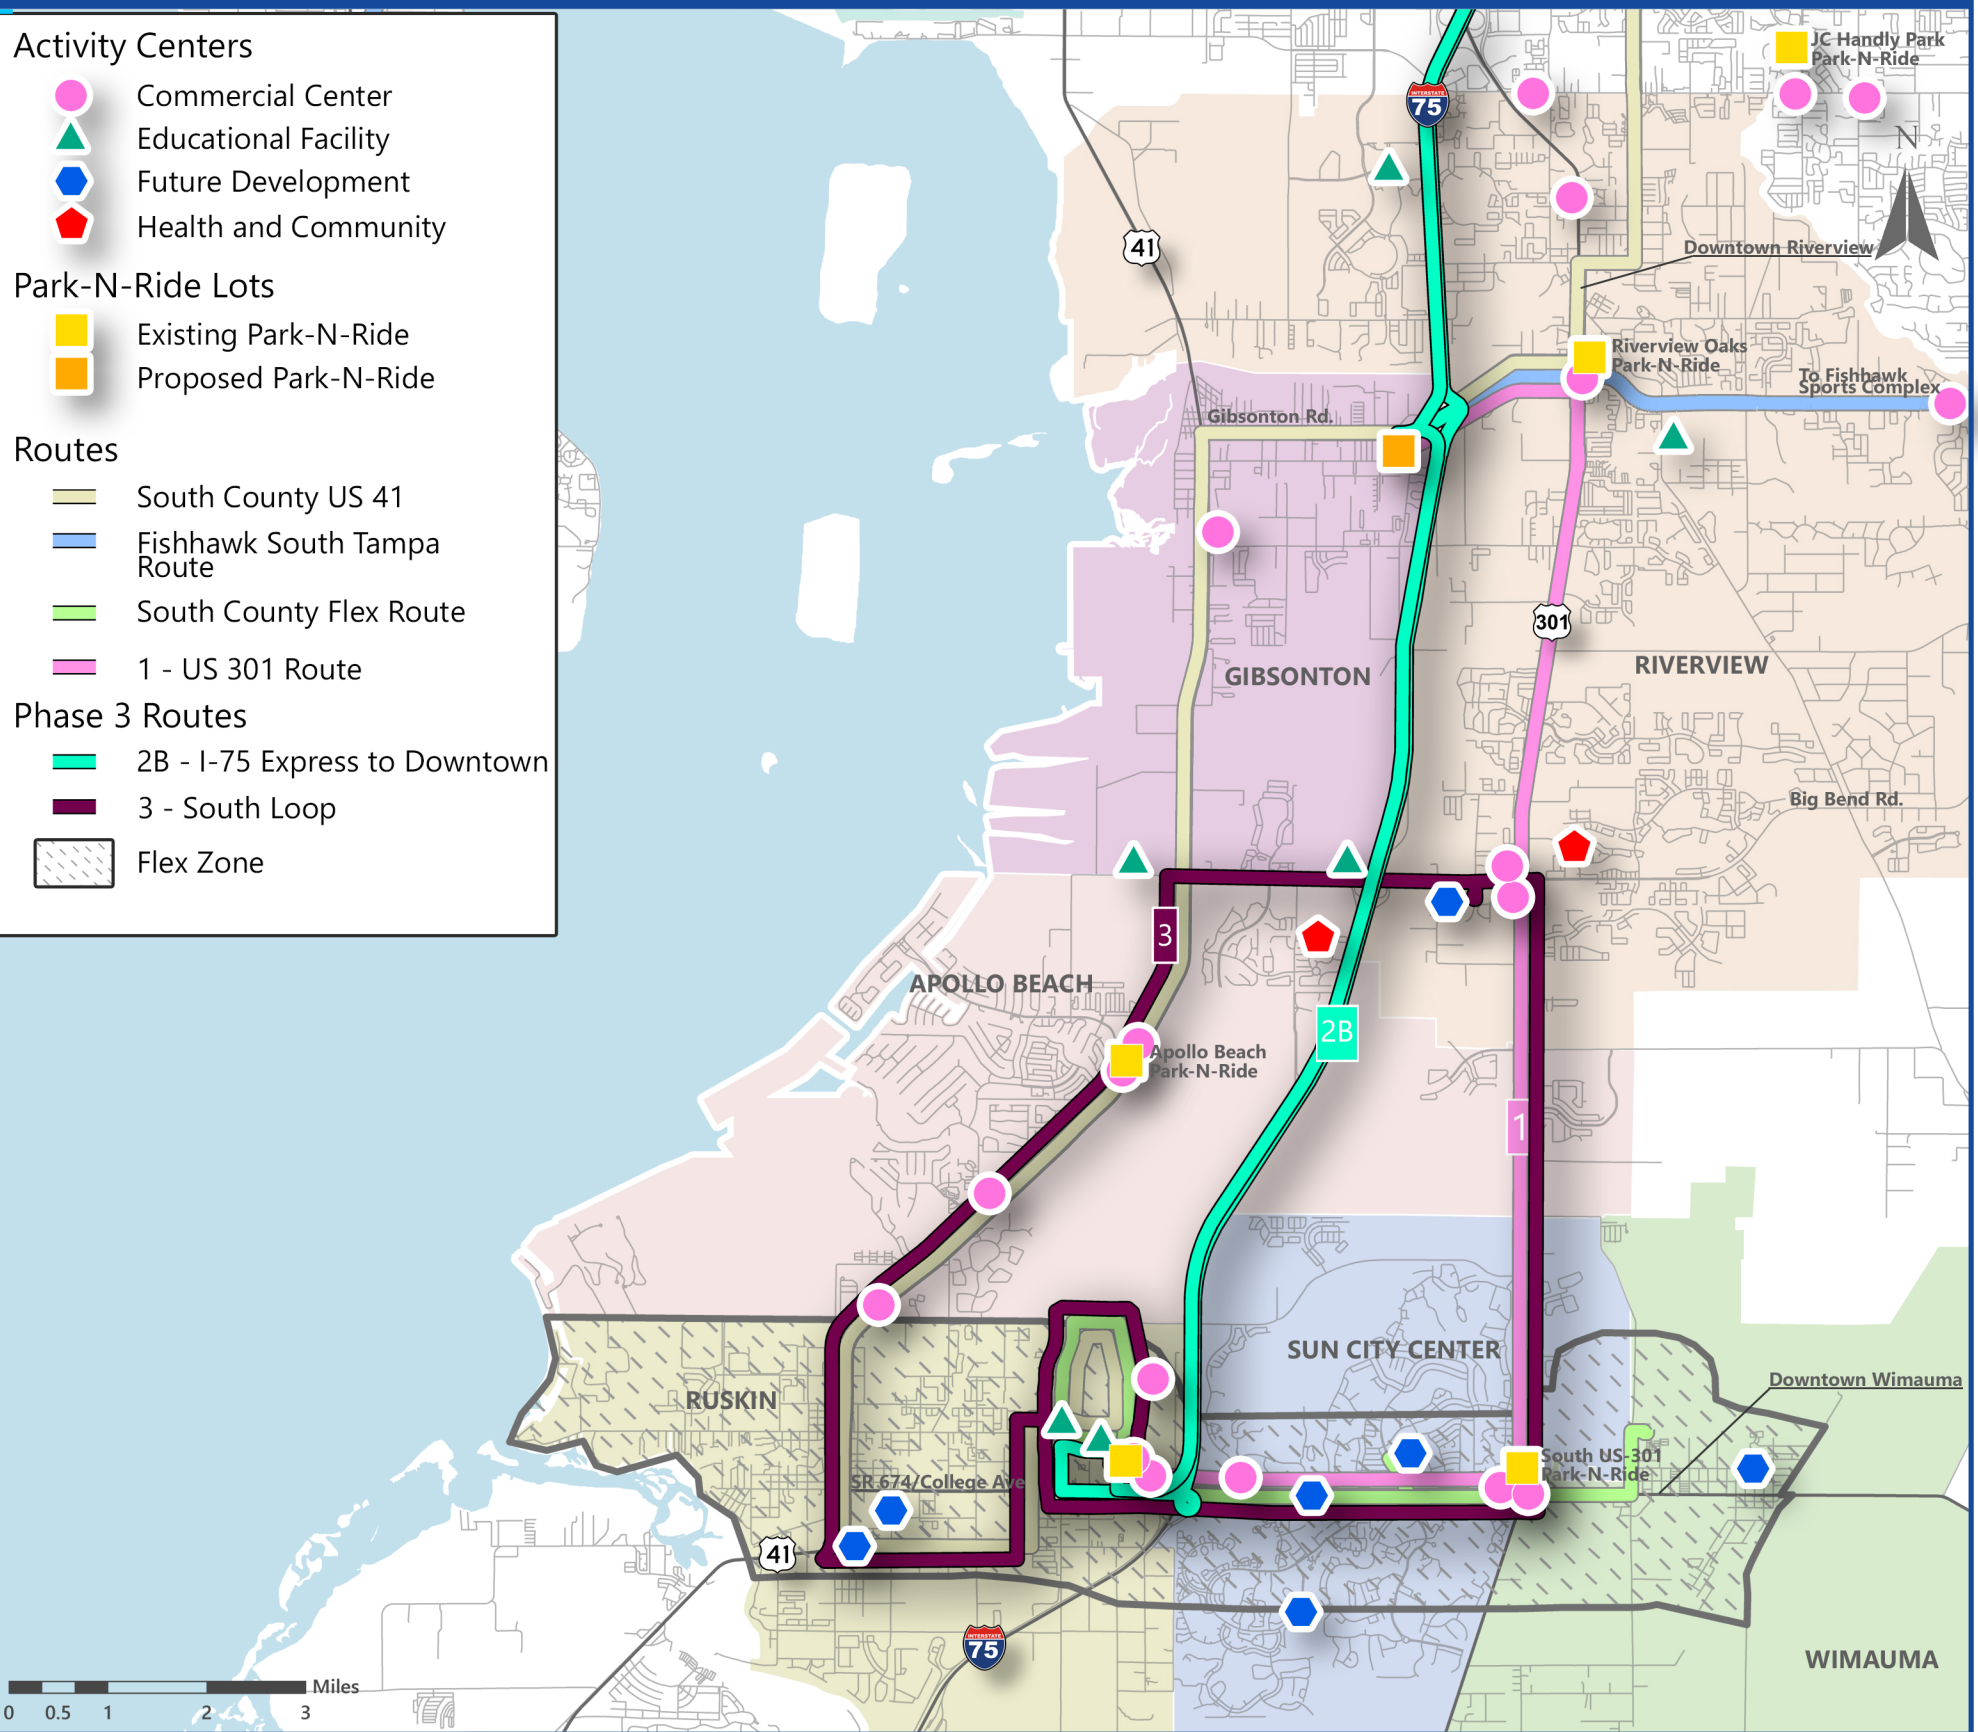 Activity Centers
Commercial Center
Educational Facility
Future Development
Health and Community
Park-N-Ride Lots
Existing Park-N-Ride
Proposed Park-N-Ride
Routes
South County US 41
Fishhawk South Tampa
Route
South County Flex Route
1 - US 301 Route
Phase 3 Routes
2B - I-75 Express to Downtown
3 - South Loop
Flex Zone
JC Handly Park
Park-N-Ride
INTERSTATE
75
N
41
Downtown Riverview
Riverview Oaks
Park-N-Ride
To Fishhawk
Sports Complex
Gibsonton Rd.
301
GIBSONTON
RIVERVIEW
Big Bend Rd.
3
APOLLO BEACH
2B
Apollo Beach
Park-N-Ride
1
SUN CITY CENTER
RUSKIN
Downtown Wimauma
South US-301
Park-N-Ride
SR 674/College Ave
41
INTERSTATE
75
WIMAUMA
Miles
0 0.5 1 2 3